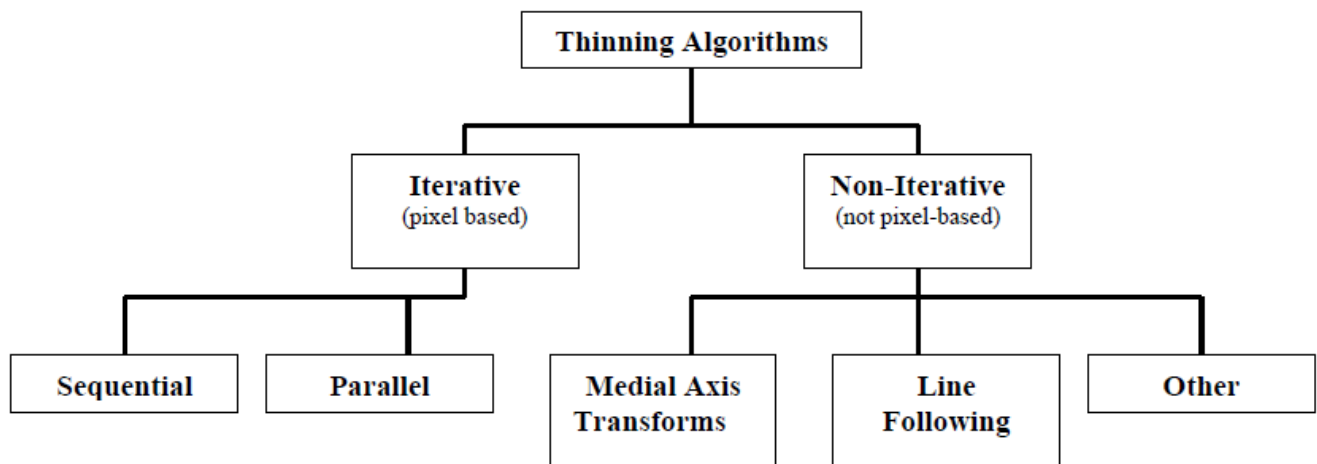 Thinning Algorithms
Iterative
(pixel based)
Non-Iterative
(not pixel-based)
Sequential
Parallel
Medial Axis
Transforms
Line
Following
Other